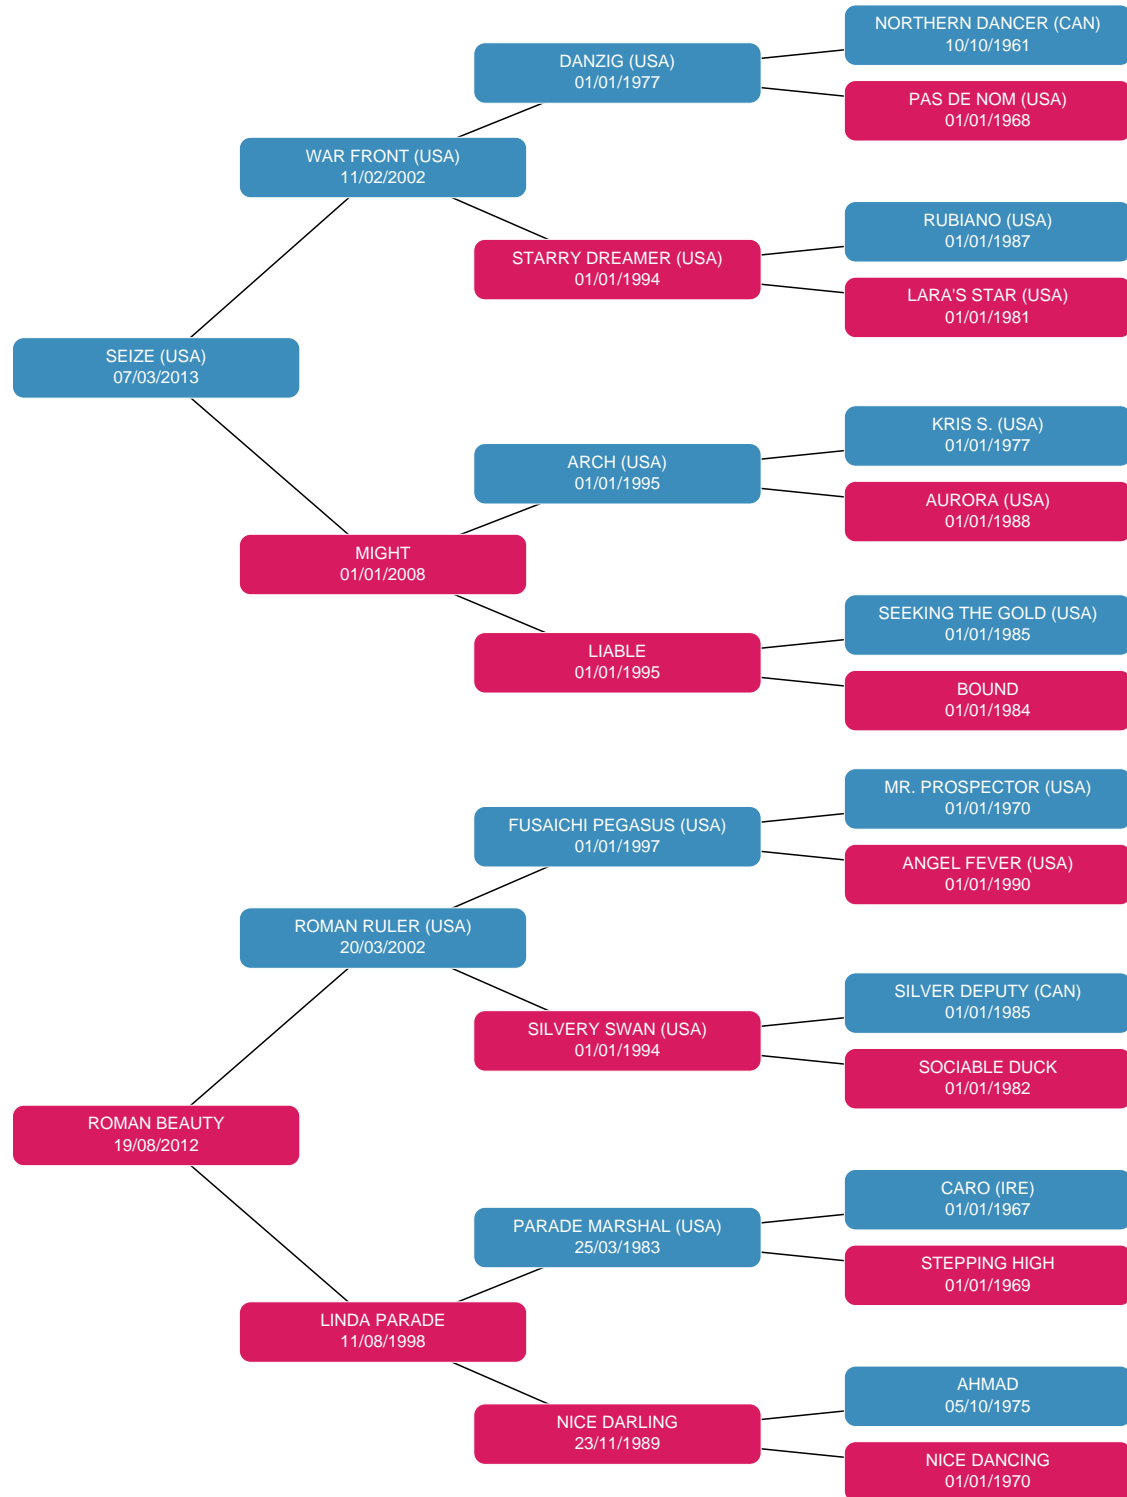 NORTHERN DANCER (CAN)
10/10/1961
DANZIG (USA)
01/01/1977
PAS DE NOM (USA)
01/01/1968
WAR FRONT (USA)
11/02/2002
RUBIANO (USA)
01/01/1987
STARRY DREAMER (USA)
01/01/1994
LARA'S STAR (USA)
01/01/1981
SEIZE (USA)
07/03/2013
KRIS S. (USA)
01/01/1977
ARCH (USA)
01/01/1995
AURORA (USA)
01/01/1988
MIGHT
01/01/2008
SEEKING THE GOLD (USA)
01/01/1985
LIABLE
01/01/1995
BOUND
01/01/1984
MR. PROSPECTOR (USA)
01/01/1970
FUSAICHI PEGASUS (USA)
01/01/1997
ANGEL FEVER (USA)
01/01/1990
ROMAN RULER (USA)
20/03/2002
SILVER DEPUTY (CAN)
01/01/1985
SILVERY SWAN (USA)
01/01/1994
SOCIABLE DUCK
01/01/1982
ROMAN BEAUTY
19/08/2012
CARO (IRE)
01/01/1967
PARADE MARSHAL (USA)
25/03/1983
STEPPING HIGH
01/01/1969
LINDA PARADE
11/08/1998
AHMAD
05/10/1975
NICE DARLING
23/11/1989
NICE DANCING
01/01/1970